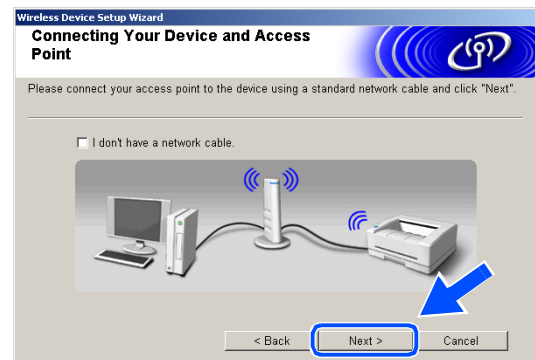 Wireless Device Setup Wizard
Connecting Your Device and Access
Point
Please connect your access point to the device using a standard network cable and click "Next".
I don't have a network cable.
< Back
Next >
Cancel